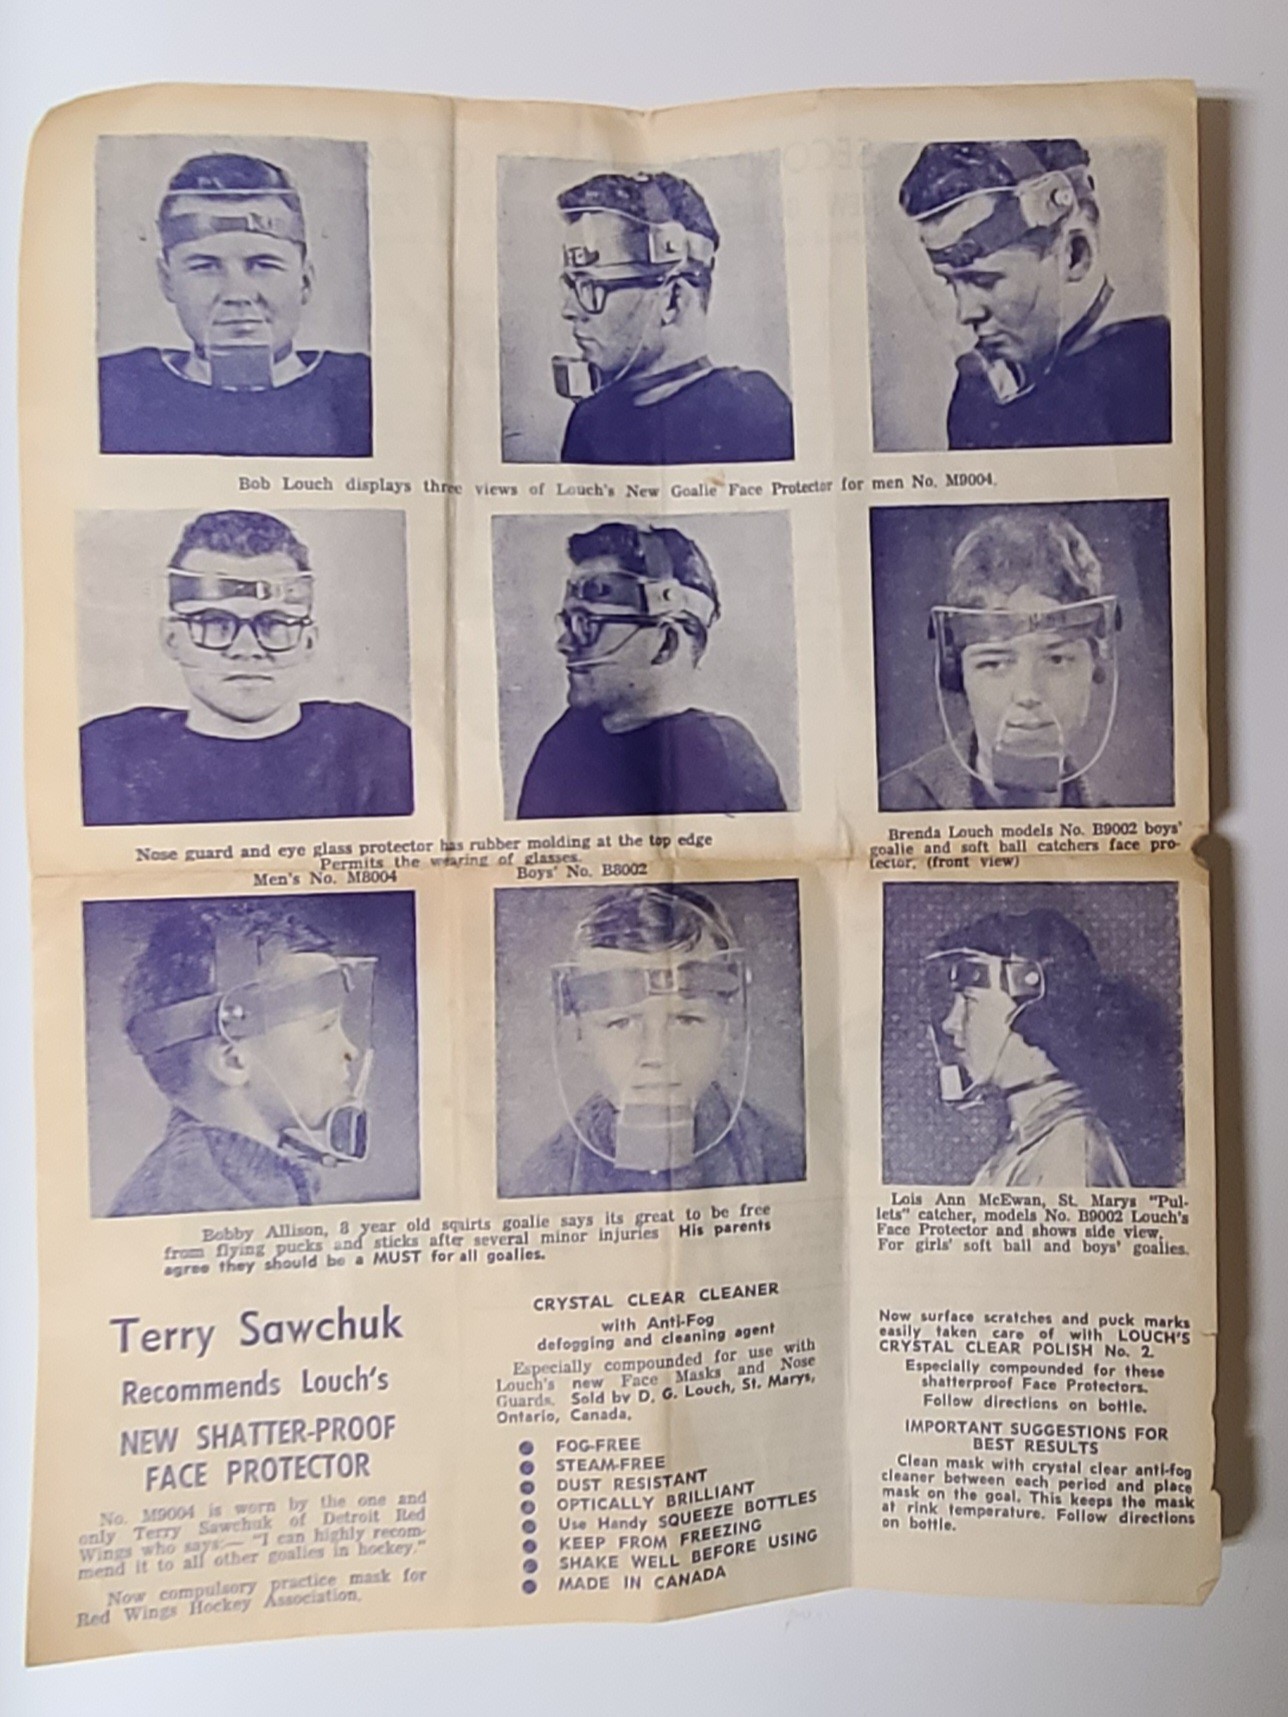 Bob Louch displays three views of Louch's New Goalie Face Protector for men No. M9004.
Nose guard and eye glass protector has rubber molding at the top edge
Permits the wearing of glasses.
Men's No. M8004
Boys' No. B8002
Brenda Louch models No. B9002 boys'
goalie and soft ball catchers face pro-
tector. (front view)
Bobby Allison, 8 year old squirts goalie says its great to be free
from flying pucks and sticks after several minor injuries His parents
agree they should be a MUST for all goalies.
Lois Ann McEwan, St. Marys "Pul-
lets" catcher, models No. B9002 Louch's
Face Protector and shows side view.
For girls' soft ball and boys' goalies.
Terry Sawchuk
Recommends Louch's
NEW SHATTER-PROOF
FACE PROTECTOR
No. M9004 is worn by the one and
only Terry Sawchuk of Detroit Red
Wings who says:— "I can highly recom-
mend it to all other goalies in hockey."
Now compulsory practice mask for
Red Wings Hockey Association.
CRYSTAL CLEAR CLEANER
with Anti-Fog
defogging and cleaning agent
Especially compounded for use with
Louch's new Face Masks and Nose
Guards. Sold by D. G. Louch, St. Marys,
Ontario, Canada.
● FOG-FREE
● STEAM-FREE
● DUST RESISTANT
● OPTICALLY BRILLIANT
● Use Handy SQUEEZE BOTTLES
● KEEP FROM FREEZING
● SHAKE WELL BEFORE USING
● MADE IN CANADA
Now surface scratches and puck marks
easily taken care of with LOUCH'S
CRYSTAL CLEAR POLISH No. 2.
Especially compounded for these
shatterproof Face Protectors.
Follow directions on bottle.
IMPORTANT SUGGESTIONS FOR
BEST RESULTS
Clean mask with crystal clear anti-fog
cleaner between each period and place
mask on the goal. This keeps the mask
at rink temperature. Follow directions
on bottle.